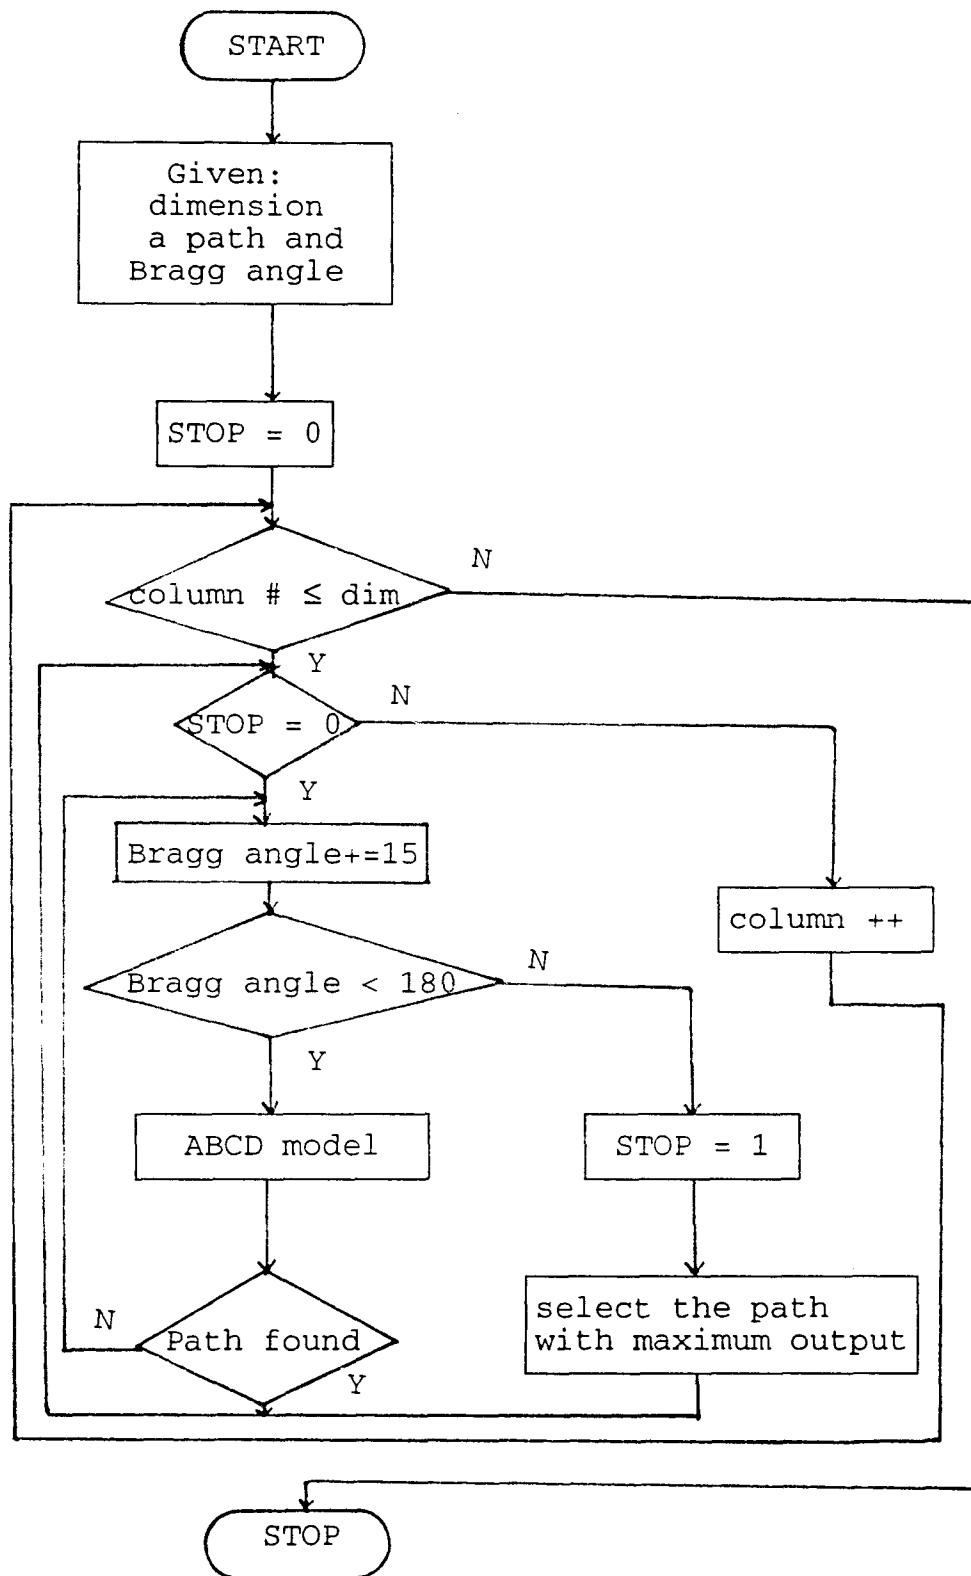 START
Given:
dimension
a path and
Bragg angle
STOP = 0
column # ≤ dim
N
Y
STOP = 0
N
Y
Bragg angle+=15
column ++
Bragg angle < 180
N
Y
ABCD model
STOP = 1
select the path
with maximum output
Path found
N
Y
STOP